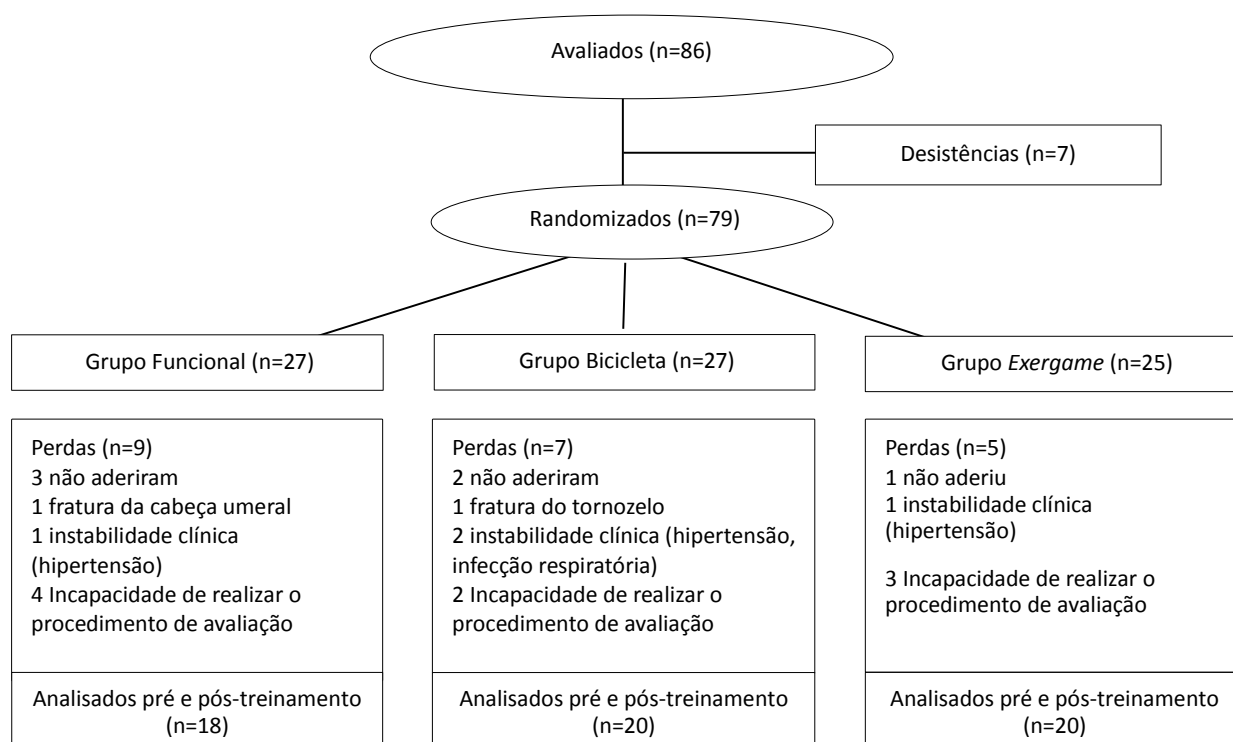 Avaliados (n=86)
Desistências (n=7)
Randomizados (n=79)
Grupo Funcional (n=27)
Grupo Bicicleta (n=27)
Grupo Exergame (n=25)
Perdas (n=9)
3 não aderiram
1 fratura da cabeça umeral
1 instabilidade clínica
(hipertensão)
4 Incapacidade de realizar o
procedimento de avaliação
Analisados pré e pós-treinamento
(n=18)
Perdas (n=7)
2 não aderiram
1 fratura do tornozelo
2 instabilidade clínica (hipertensão,
infecção respiratória)
2 Incapacidade de realizar o
procedimento de avaliação
Analisados pré e pós-treinamento
(n=20)
Perdas (n=5)
1 não aderiu
1 instabilidade clínica
(hipertensão)
3 Incapacidade de realizar o
procedimento de avaliação
Analisados pré e pós-treinamento
(n=20)